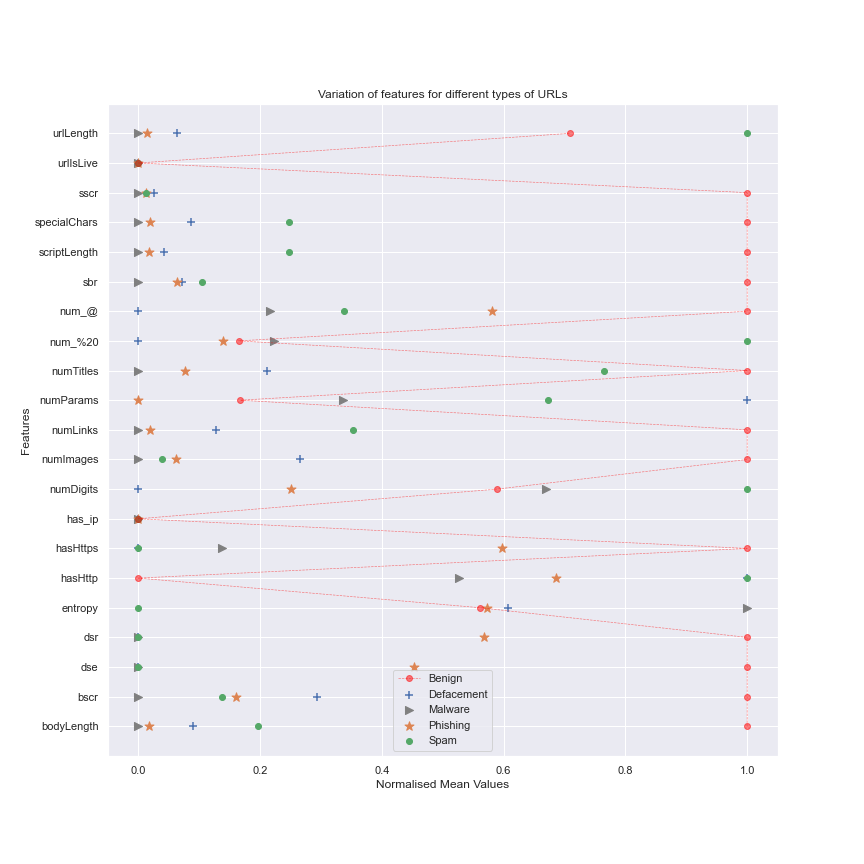 Variation of features for different types of URLs
urlLength
urlIsLive
sscr
specialChars
scriptLength
sbr
num_@
num_%20
numTitles
numParams
numLinks
numImages
numDigits
has_ip
hasHttps
hasHttp
entropy
dsr
dse
bscr
bodyLength
Features
Benign
Defacement
Malware
Phishing
Spam
0.0 0.2 0.4 0.6 0.8 1.0
Normalised Mean Values